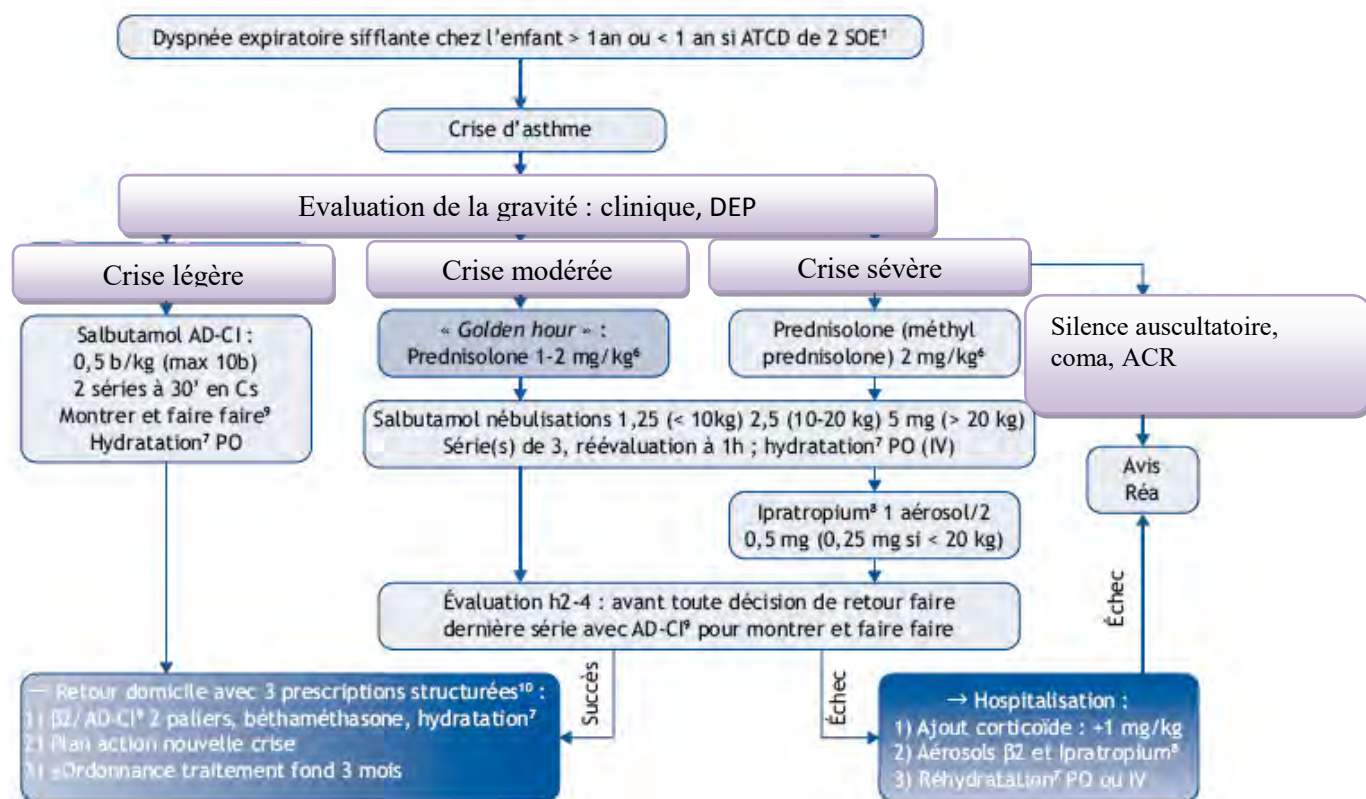 Dyspnée expiratoire sifflante chez l'enfant > 1an ou < 1 an si ATCD de 2 SOE¹
Crise d'asthme
Evaluation de la gravité : clinique, DEP
Crise légère
Crise modérée
Crise sévère
Salbutamol AD-CI :
0,5 b/kg (max 10b)
2 séries à 30' en Cs
Montrer et faire faire⁹
Hydratation⁷ PO
« Golden hour » :
Prednisolone 1-2 mg/kg⁶
Prednisolone (méthyl
prednisolone) 2 mg/kg⁶
Silence auscultatoire,
coma, ACR
Salbutamol nébulisations 1,25 (< 10kg) 2,5 (10-20 kg) 5 mg (> 20 kg)
Série(s) de 3, réévaluation à 1h ; hydratation⁷ PO (IV)
Avis
Réa
Ipratropium⁸ 1 aérosol/2
0,5 mg (0,25 mg si < 20 kg)
Évaluation h2-4 : avant toute décision de retour faire
dernière série avec AD-CI⁹ pour montrer et faire faire
Échec
Succès
Échec
— Retour domicile avec 3 prescriptions structurées¹⁰ :
1) β2/AD-CI⁹ 2 paliers, béthaméthasone, hydratation⁷
2) Plan action nouvelle crise
) ±Ordonnance traitement fond 3 mois
→ Hospitalisation :
1) Ajout corticoïde : +1 mg/kg
2) Aérosols β2 et Ipratropium⁸
3) Réhydratation⁷ PO ou IV